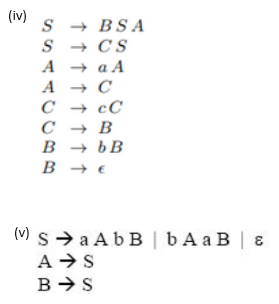 (iv)
S → B S A
S → C S
A → a A
A → C
C → c C
C → B
B → b B
B → ϵ
(v) S → a A b B | b A a B | ε
A → S
B → S